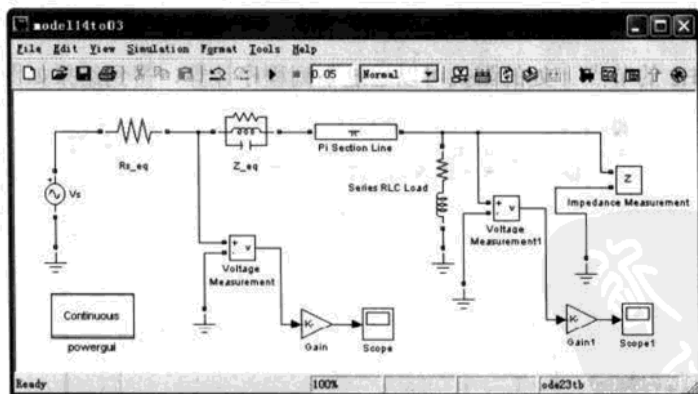 model14to03
File Edit View Simulation Format Tools Help
0.05 Normal
Rs_eq
Z_eq
Pi Section Line
Series RLC Load
Z
Impedance Measurement
Vs
+ - v
Voltage
Measurement
+ - v
Voltage
Measurement1
Continuous
powergui
K-
Gain
Scope
K-
Gain1
Scope1
Ready 100% ode23tb